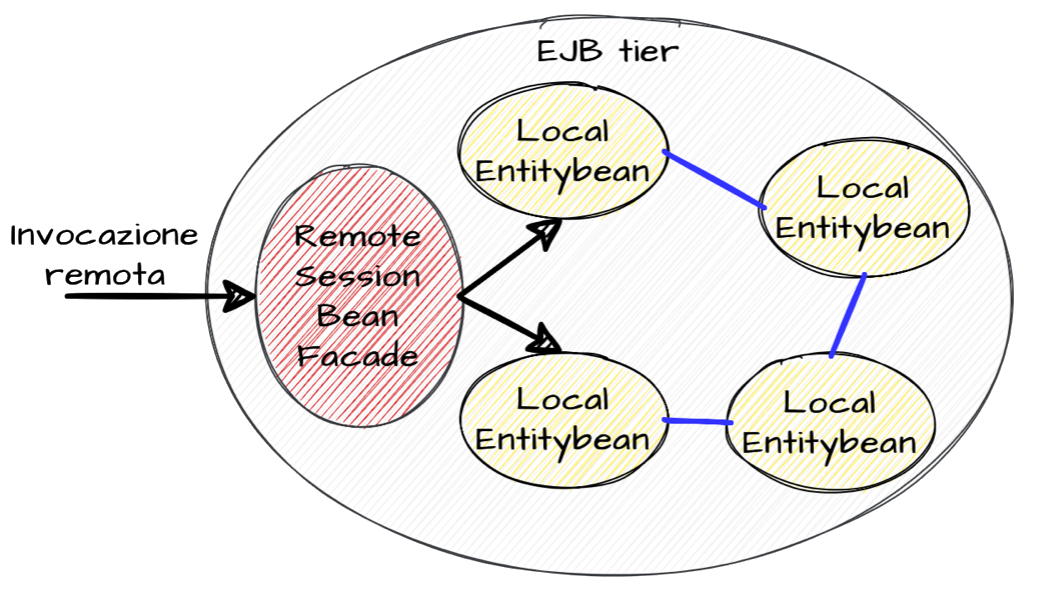 EJB tier
Invocazione
remota
Remote
Session
Bean
Facade
Local
Entitybean
Local
Entitybean
Local
Entitybean
Local
Entitybean